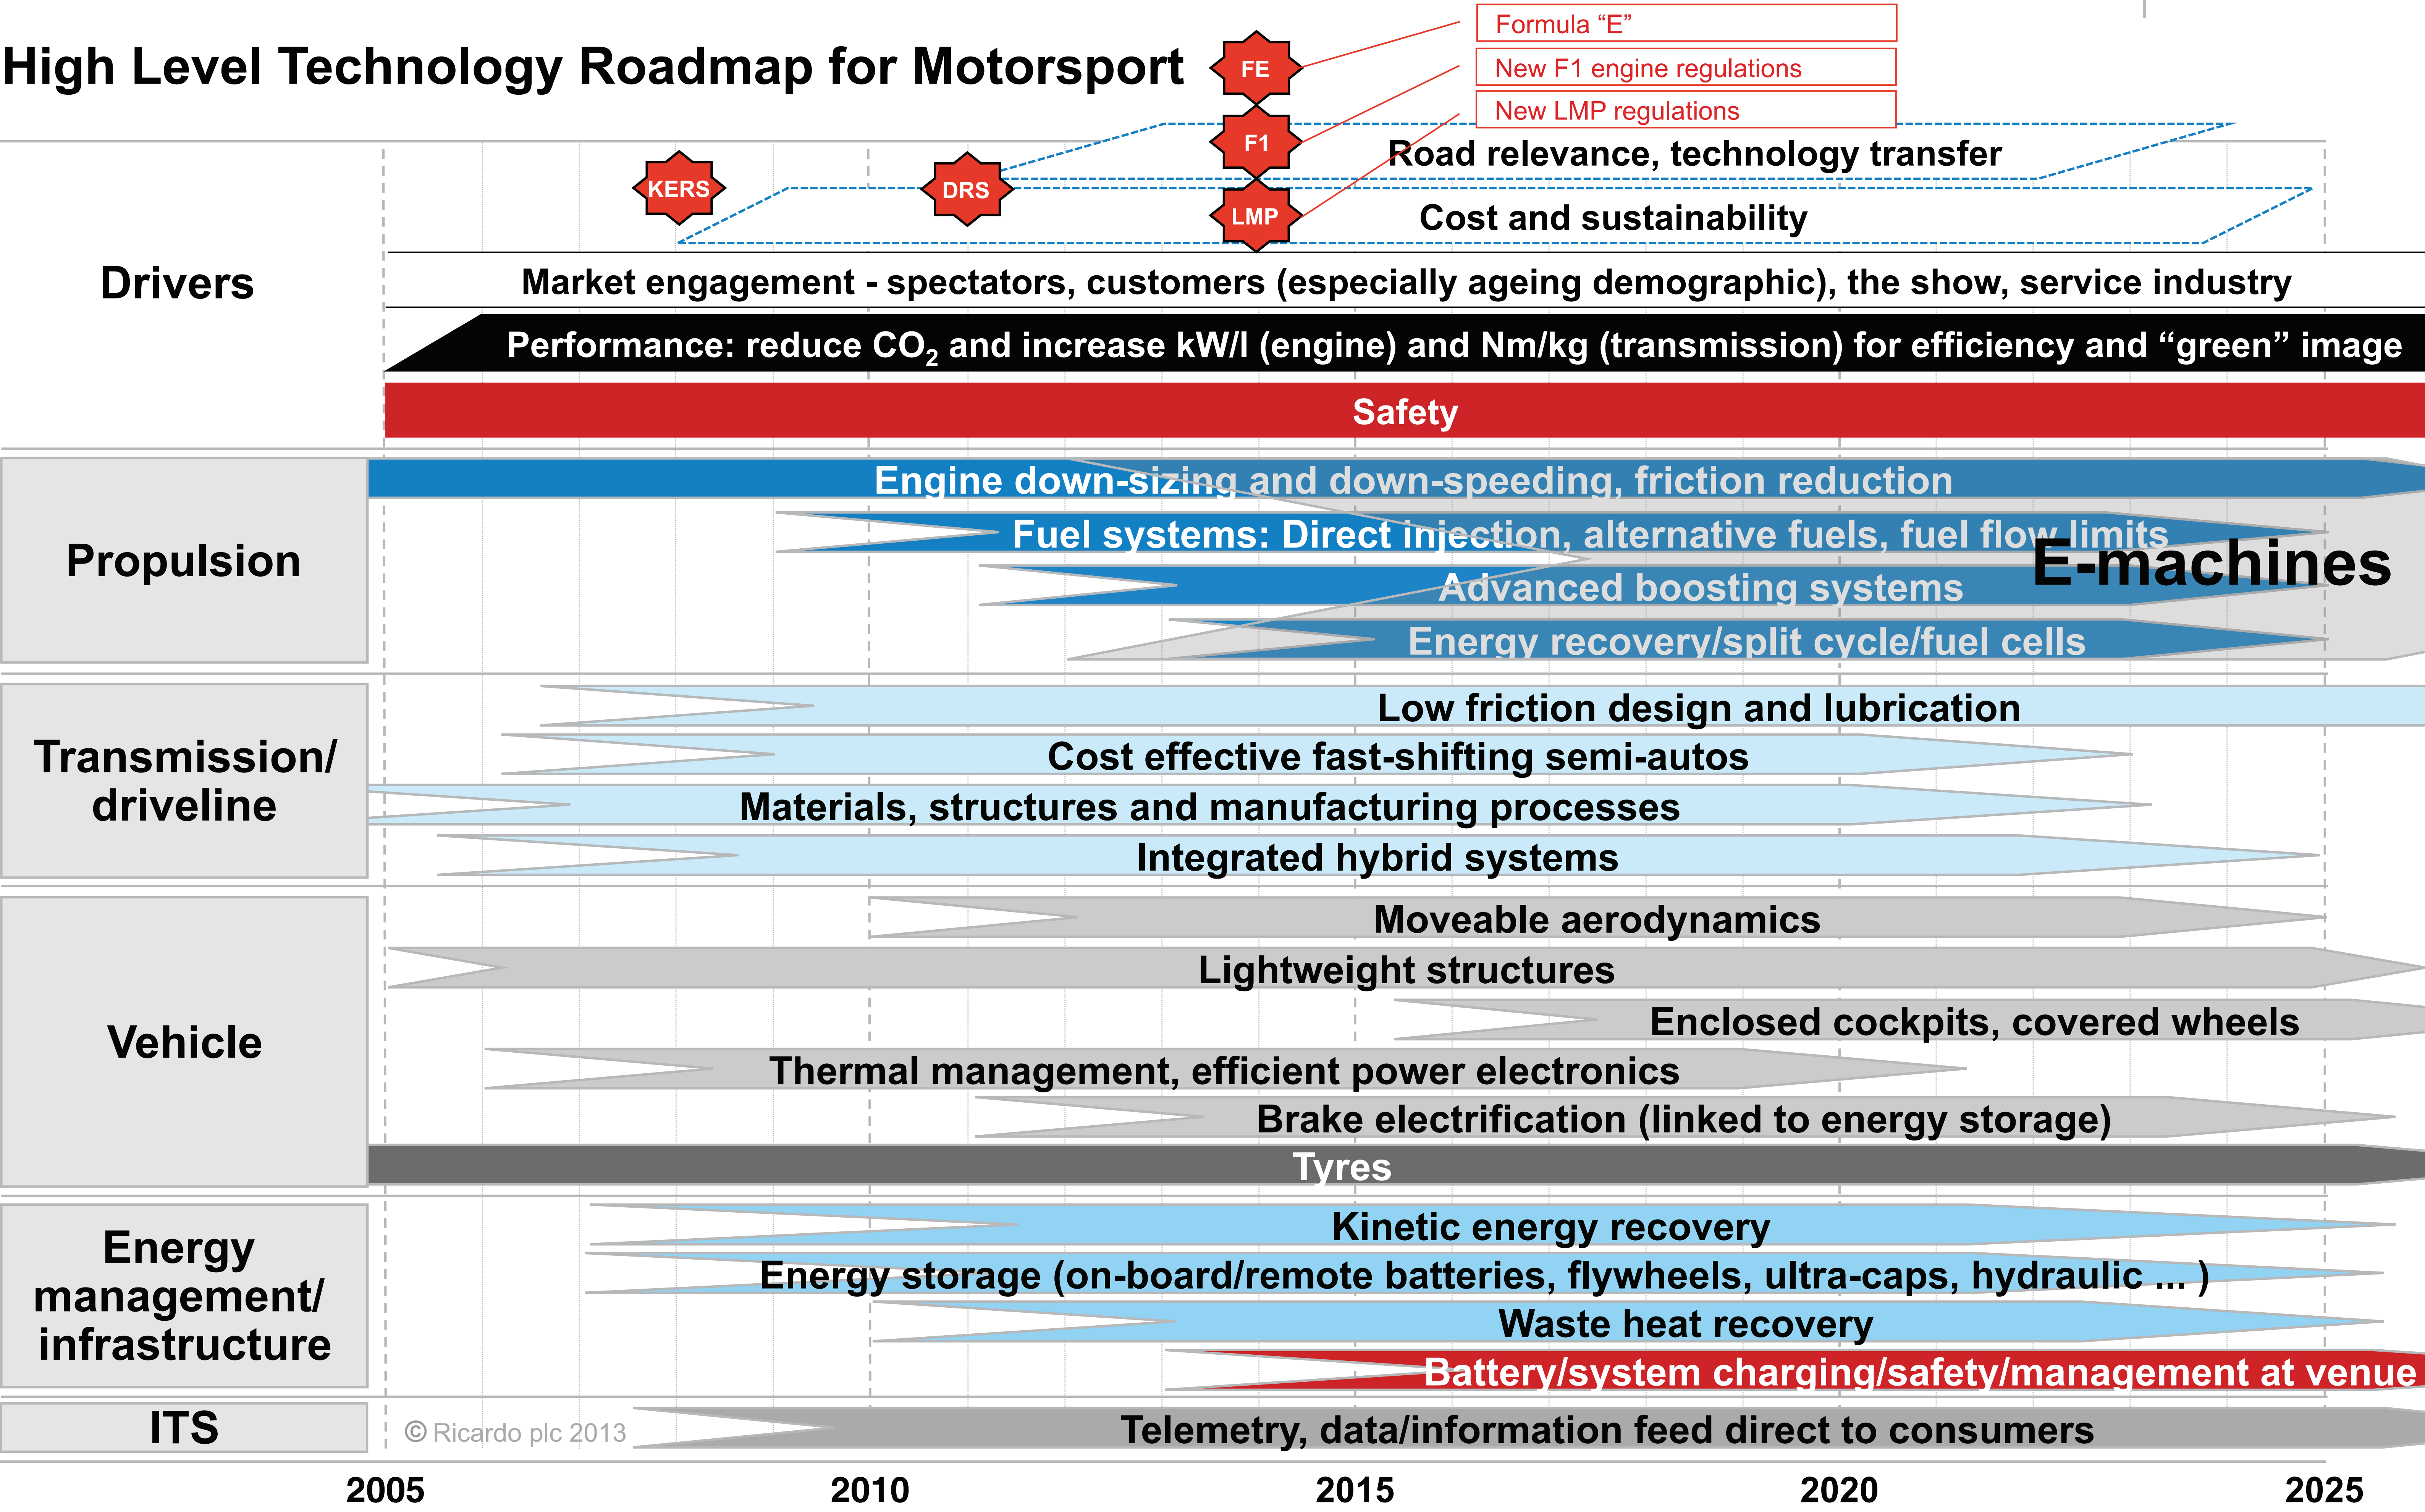 Formula “E”
High Level Technology Roadmap for Motorsport
FE
New F1 engine regulations
New LMP regulations
F1
Road relevance, technology transfer
KERS
DRS
LMP
Cost and sustainability
Drivers
Market engagement - spectators, customers (especially ageing demographic), the show, service industry
Performance: reduce CO2 and increase kW/l (engine) and Nm/kg (transmission) for efficiency and “green” image
Safety
Propulsion
Engine down-sizing and down-speeding, friction reduction
Fuel systems: Direct injection, alternative fuels, fuel flow limits
E-machines
Advanced boosting systems
Energy recovery/split cycle/fuel cells
Transmission/
driveline
Low friction design and lubrication
Cost effective fast-shifting semi-autos
Materials, structures and manufacturing processes
Integrated hybrid systems
Vehicle
Moveable aerodynamics
Lightweight structures
Enclosed cockpits, covered wheels
Thermal management, efficient power electronics
Brake electrification (linked to energy storage)
Tyres
Energy
management/
infrastructure
Kinetic energy recovery
Energy storage (on-board/remote batteries, flywheels, ultra-caps, hydraulic ... )
Waste heat recovery
Battery/system charging/safety/management at venue
ITS
© Ricardo plc 2013
Telemetry, data/information feed direct to consumers
2005 2010 2015 2020 2025